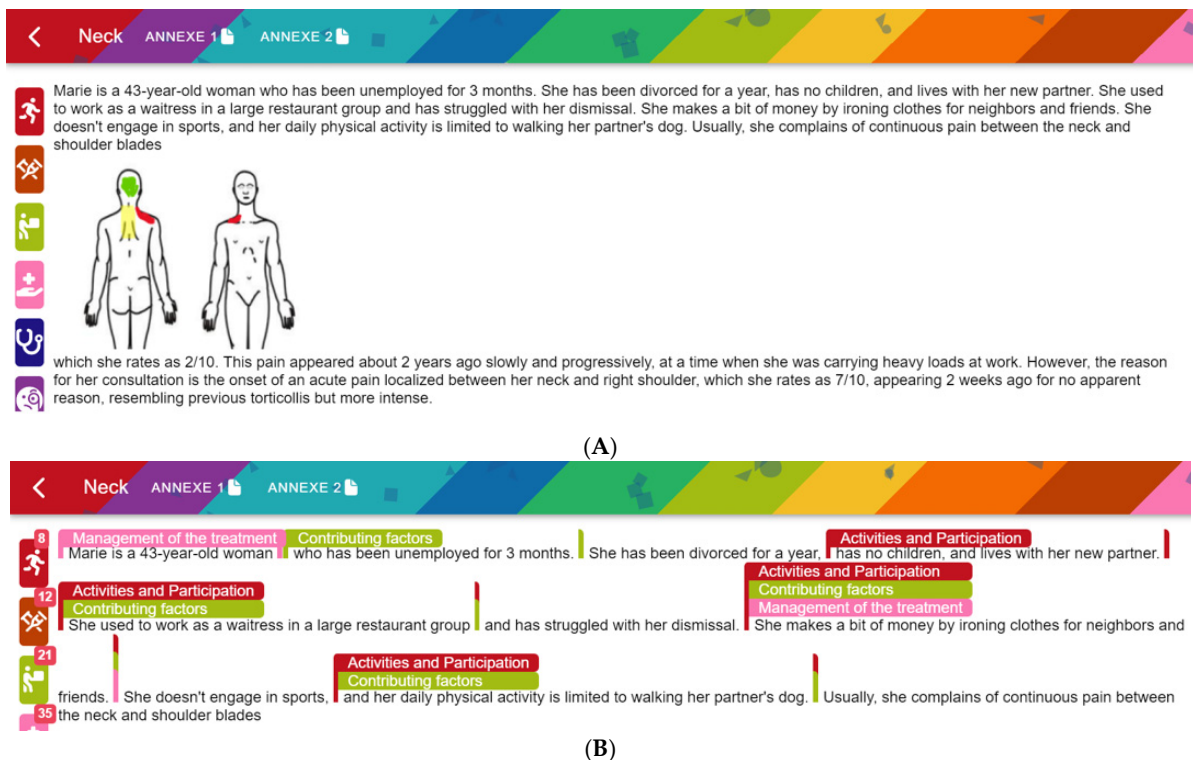 Neck ANNEXE 1 ANNEXE 2
Marie is a 43-year-old woman who has been unemployed for 3 months. She has been divorced for a year, has no children, and lives with her new partner. She used
to work as a waitress in a large restaurant group and has struggled with her dismissal. She makes a bit of money by ironing clothes for neighbors and friends. She
doesn't engage in sports, and her daily physical activity is limited to walking her partner's dog. Usually, she complains of continuous pain between the neck and
shoulder blades
which she rates as 2/10. This pain appeared about 2 years ago slowly and progressively, at a time when she was carrying heavy loads at work. However, the reason
for her consultation is the onset of an acute pain localized between her neck and right shoulder, which she rates as 7/10, appearing 2 weeks ago for no apparent
reason, resembling previous torticollis but more intense.
(A)
Neck ANNEXE 1 ANNEXE 2
8 Management of the treatment Contributing factors Activities and Participation
Marie is a 43-year-old woman who has been unemployed for 3 months. She has been divorced for a year, has no children, and lives with her new partner.
Activities and Participation
12 Activities and Participation Contributing factors
Contributing factors Management of the treatment
She used to work as a waitress in a large restaurant group and has struggled with her dismissal. She makes a bit of money by ironing clothes for neighbors and
21 Activities and Participation
Contributing factors
friends. She doesn't engage in sports, and her daily physical activity is limited to walking her partner's dog. Usually, she complains of continuous pain between
35 the neck and shoulder blades
(B)